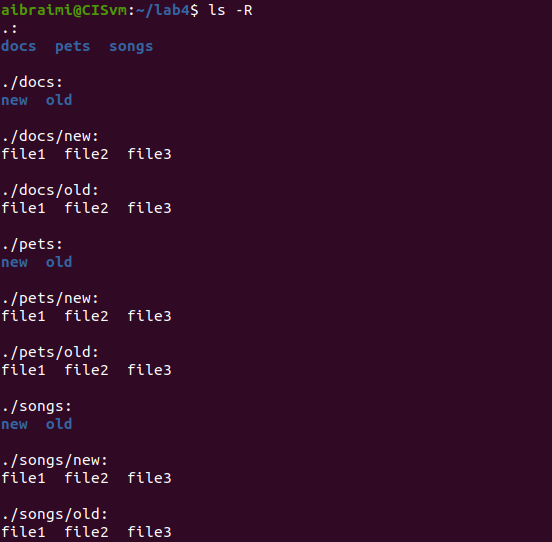 aibraimi@CISvm:~/lab4$ ls -R
.:
docs  pets  songs
./docs:
new  old
./docs/new:
file1  file2  file3
./docs/old:
file1  file2  file3
./pets:
new  old
./pets/new:
file1  file2  file3
./pets/old:
file1  file2  file3
./songs:
new  old
./songs/new:
file1  file2  file3
./songs/old:
file1  file2  file3